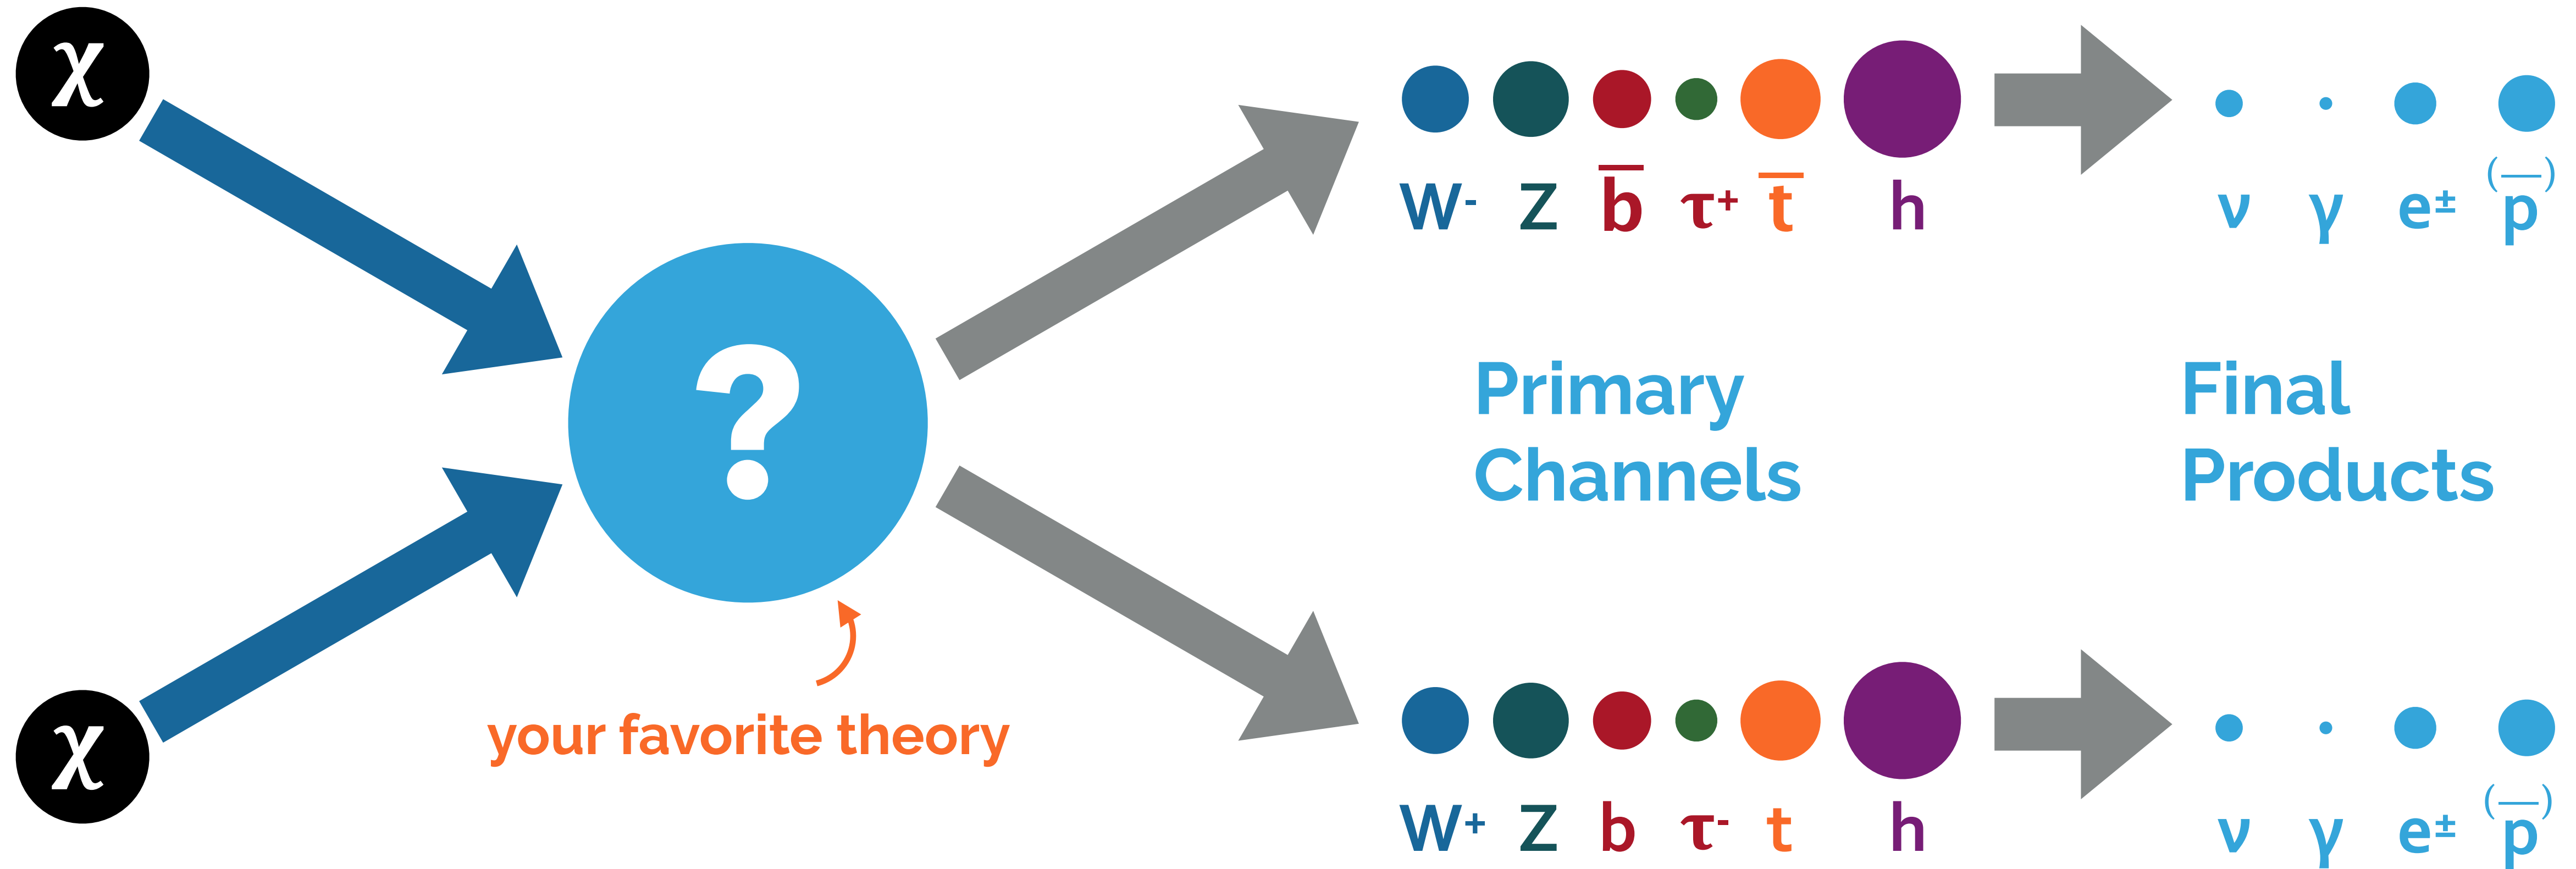 χ
W⁻ Z b̅ τ⁺ t̅ h
ν γ e± (p̅)
?
Primary
Channels
Final
Products
your favorite theory
χ
W⁺ Z b τ⁻ t h
ν γ e± (p̅)